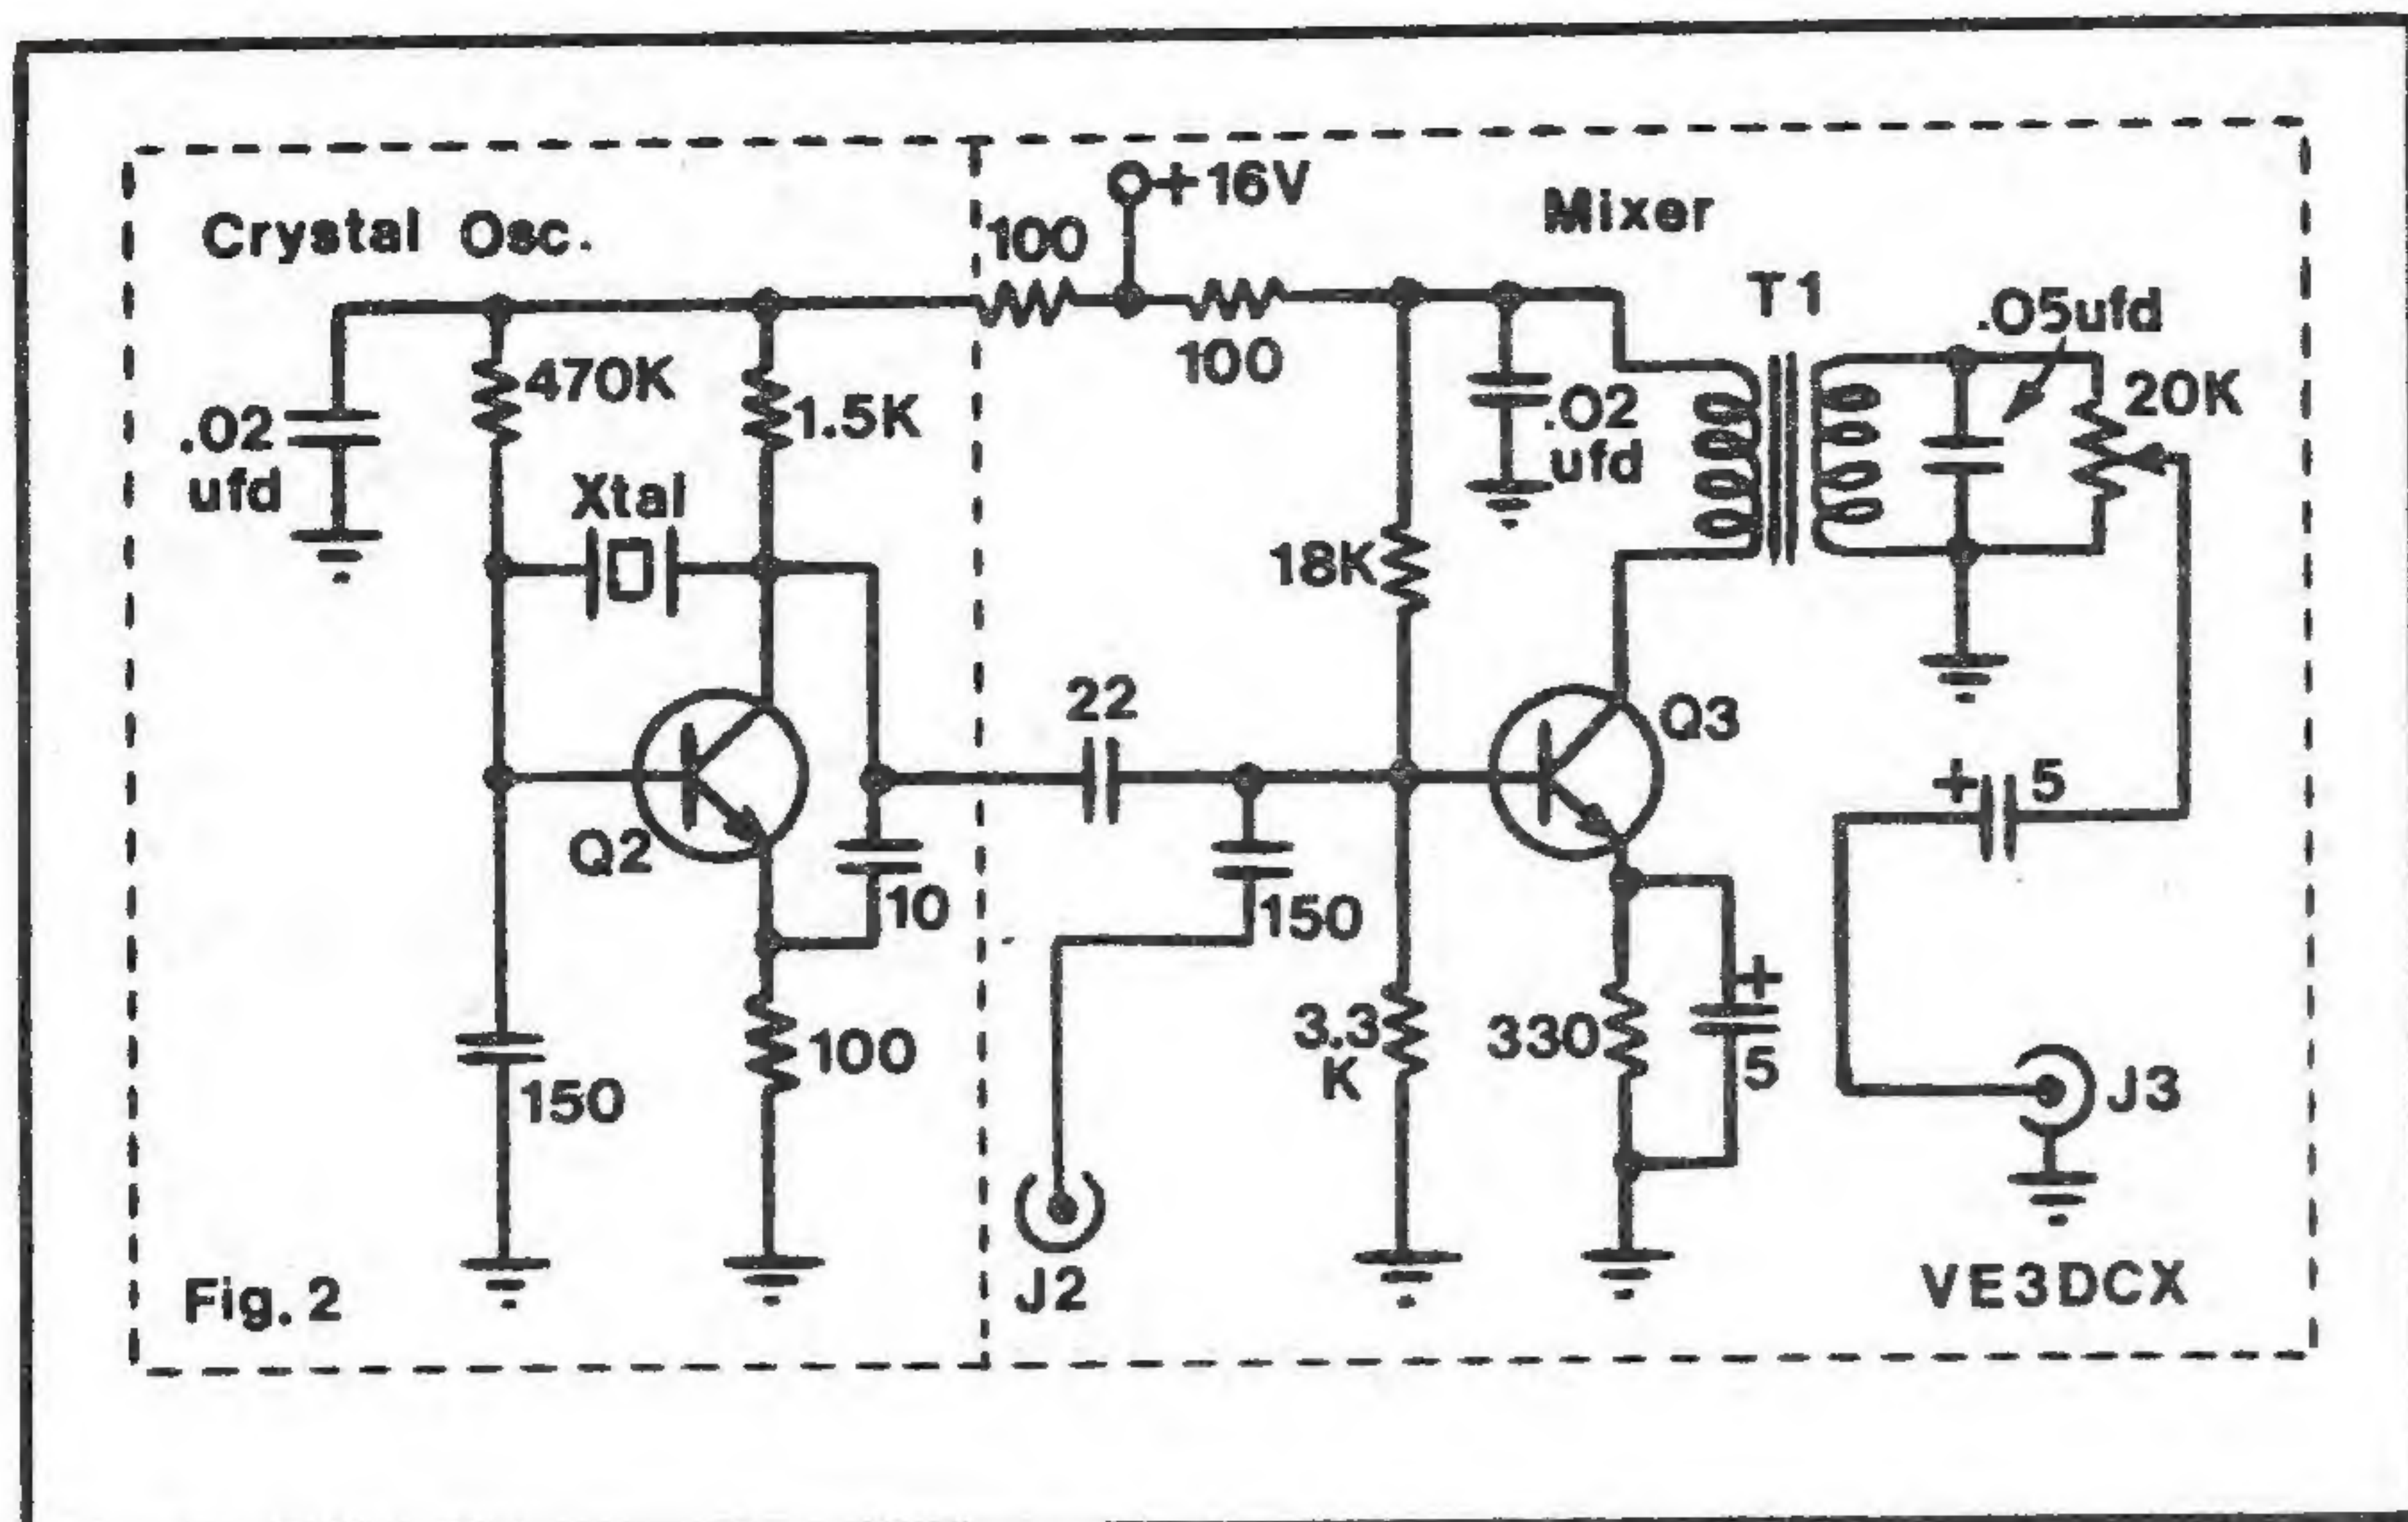 Crystal Osc.
+16V
Mixer
100
100
T1
.05ufd
20K
470K
1.5K
.02
ufd
.02
ufd
Xtal
18K
22
Q3
+ 5
Q2
10
150
3.3
K
330
+
5
100
150
J3
J2
Fig. 2
VE3DCX